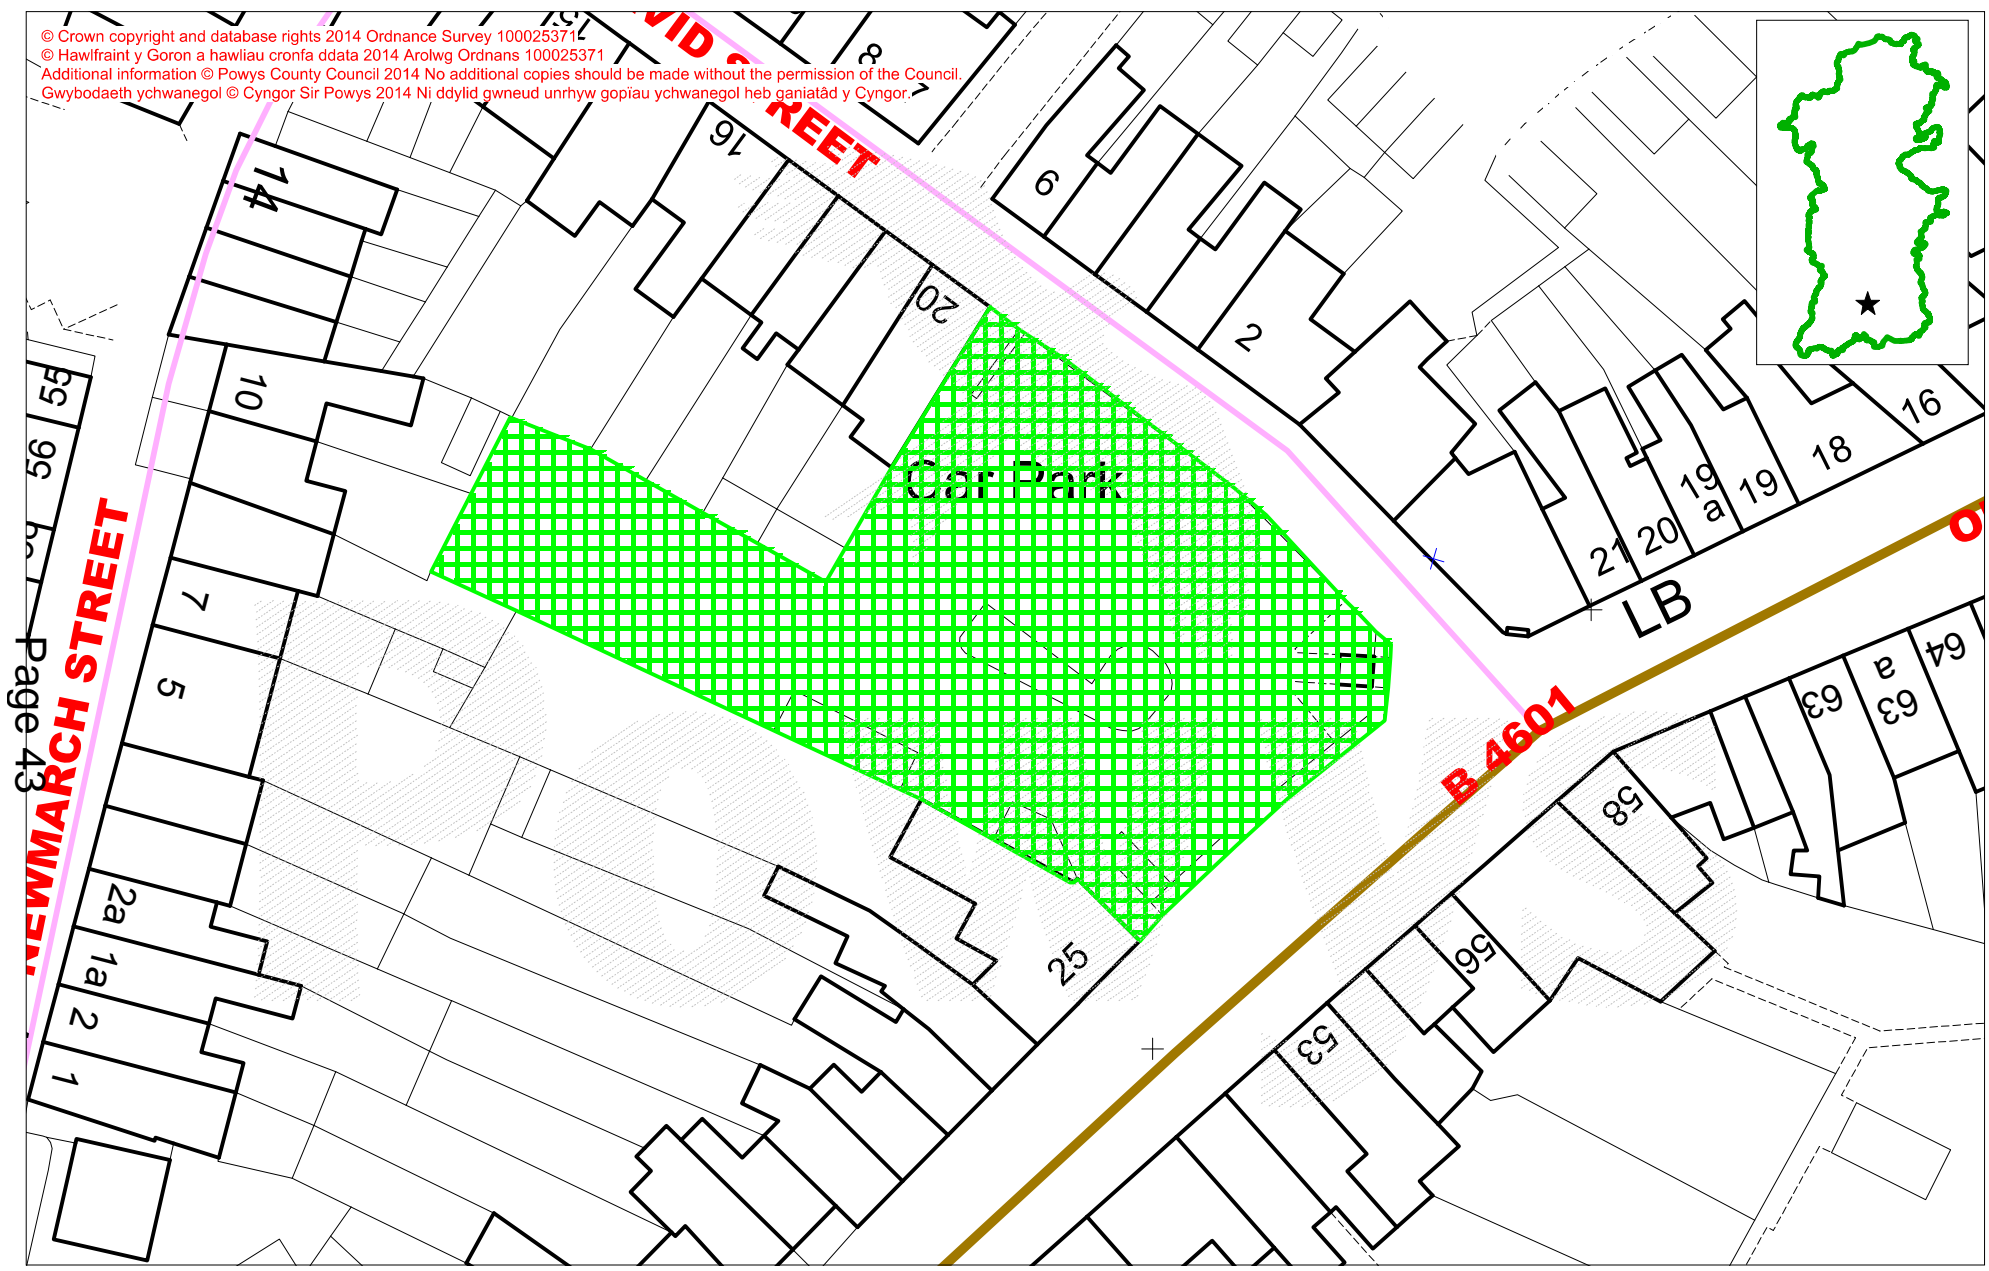 © Crown copyright and database rights 2014 Ordnance Survey 100025371
© Hawlfraint y Goron a hawliau cronfa ddata 2014 Arolwg Ordnans 100025371
Additional information © Powys County Council 2014 No additional copies should be made without the permission of the Council.
Gwybodaeth ychwanegol © Cyngor Sir Powys 2014 Ni ddylid gwneud unrhyw gopïau ychwanegol heb ganiatâd y Cyngor.
15
8
16
14
6
20
2
10
55
56
Car Park
16
18
19
19
a
20
21
LB
NEWMARCH STREET
7
5
Page 43
64
63
a
63
B 4601
58
2a
1a
2
1
25
56
53
POWYS